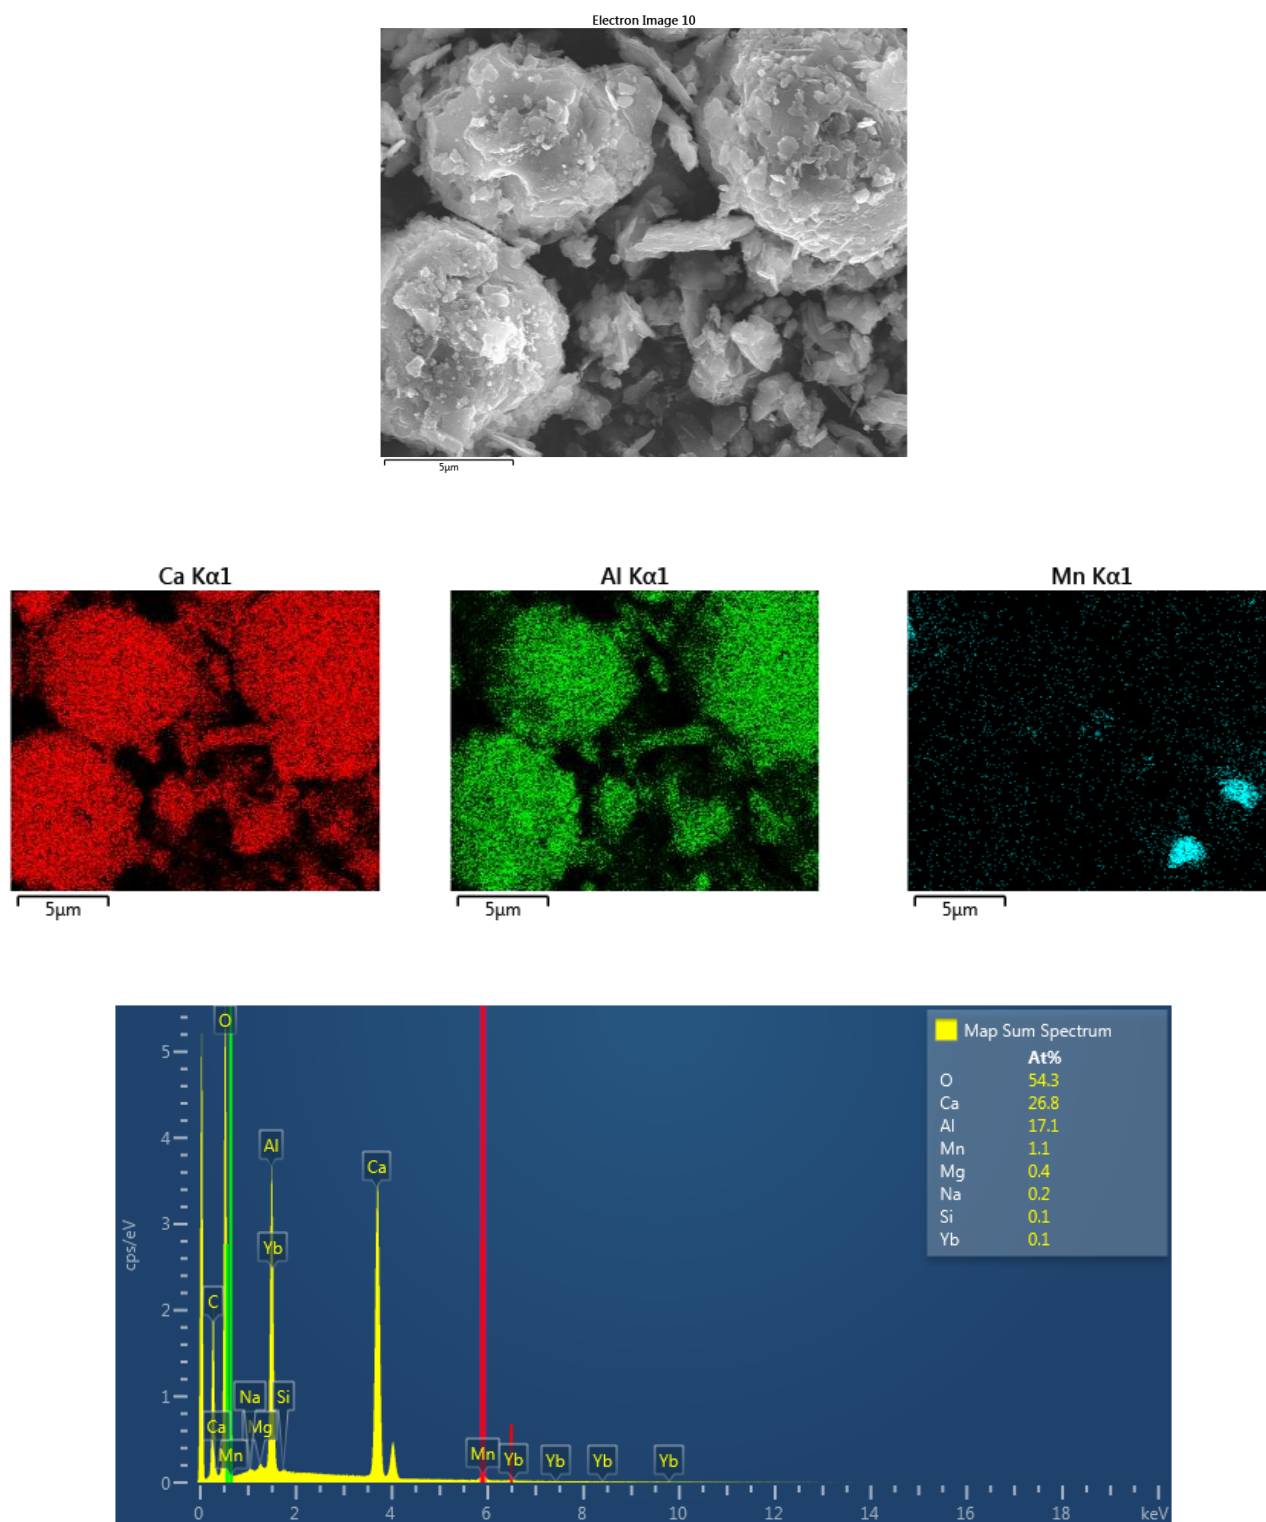 Electron Image 10
5µm
Ca Kα1
Al Kα1
Mn Kα1
5µm
5µm
5µm
Map Sum Spectrum
At%
O 54.3
Ca 26.8
Al 17.1
Mn 1.1
Mg 0.4
Na 0.2
Si 0.1
Yb 0.1
cps/eV
5
4
3
2
1
0
O
Al
Ca
Yb
C
Na
Si
Ca
Mg
Mn
Mn
Yb
Yb
Yb
Yb
0 2 4 6 8 10 12 14 16 18 keV